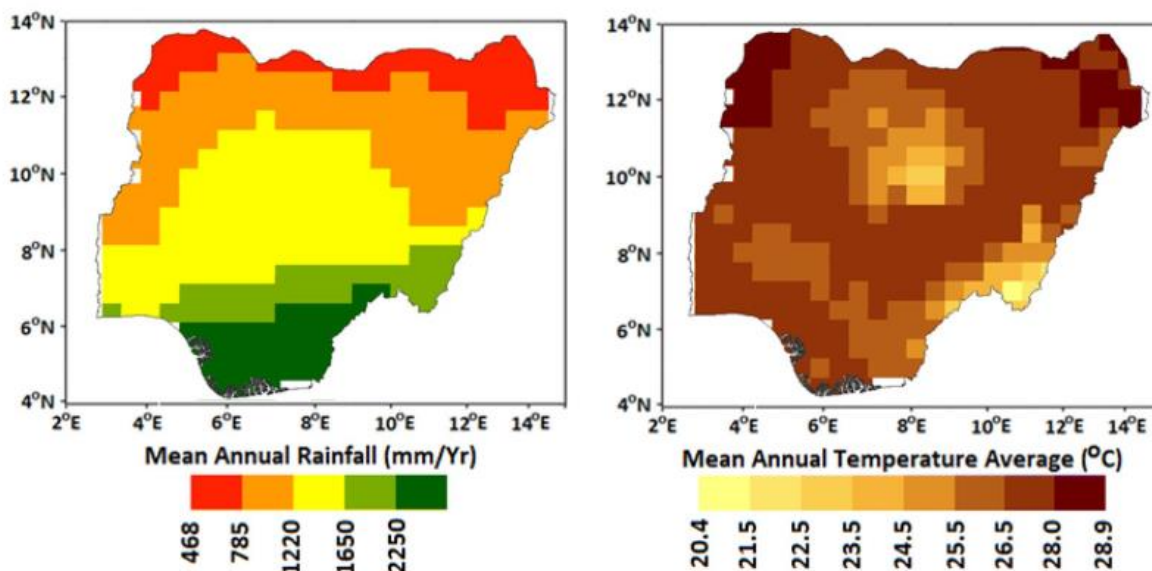 14°N
12°N
10°N
8°N
6°N
4°N
2°E 4°E 6°E 8°E 10°E 12°E 14°E
Mean Annual Rainfall (mm/Yr)
468 785 1220 1650 2250
14°N
12°N
10°N
8°N
6°N
4°N
2°E 4°E 6°E 8°E 10°E 12°E 14°E
Mean Annual Temperature Average (°C)
20.4 21.5 22.5 23.5 24.5 25.5 26.5 28.0 28.9